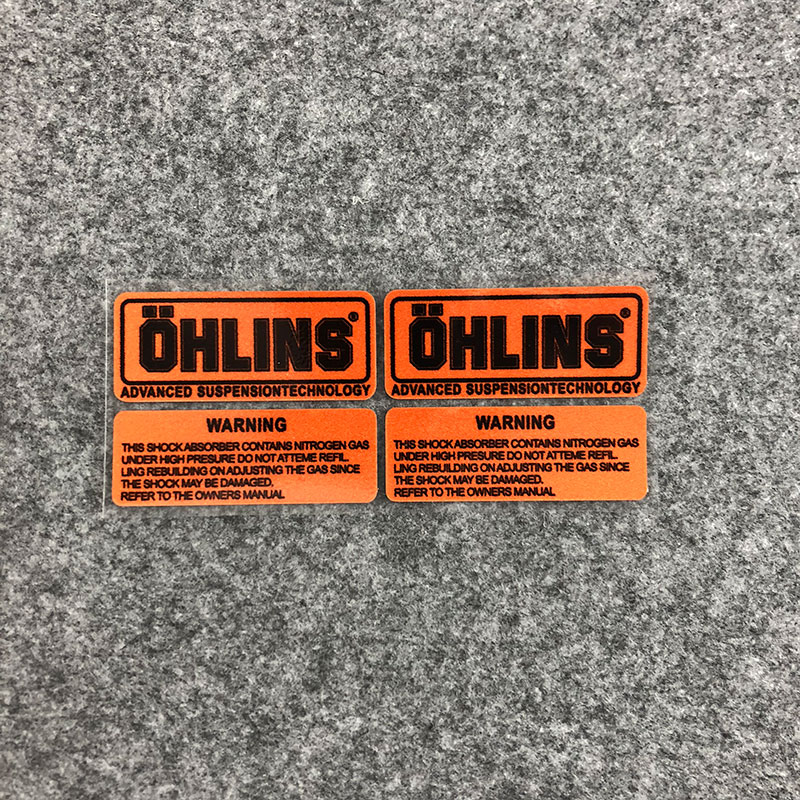 ÖHLINS®
ADVANCED SUSPENSIONTECHNOLOGY
WARNING
THIS SHOCK ABSORBER CONTAINS NITROGEN GAS
UNDER HIGH PRESURE DO NOT ATTEME REFIL.
LING REBUILDING ON ADJUSTING THE GAS SINCE
THE SHOCK MAY BE DAMAGED.
REFER TO THE OWNERS MANUAL
ÖHLINS®
ADVANCED SUSPENSIONTECHNOLOGY
WARNING
THIS SHOCK ABSORBER CONTAINS NITROGEN GAS
UNDER HIGH PRESURE DO NOT ATTEME REFIL.
LING REBUILDING ON ADJUSTING THE GAS SINCE
THE SHOCK MAY BE DAMAGED.
REFER TO THE OWNERS MANUAL